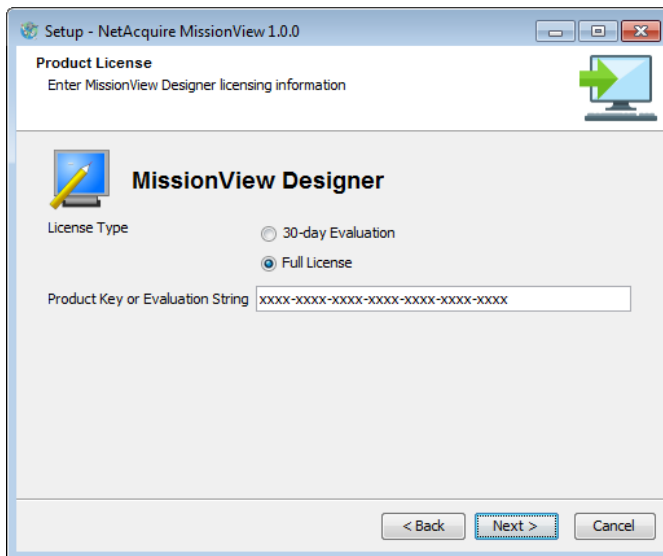 Setup - NetAcquire MissionView 1.0.0
Product License
Enter MissionView Designer licensing information
MissionView Designer
License Type
30-day Evaluation
Full License
Product Key or Evaluation String xxxx-xxxx-xxxx-xxxx-xxxx-xxxx-xxxx
< Back Next > Cancel